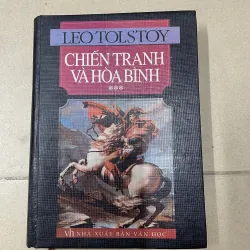 LEO TOLSTOY
CHIẾN TRANH
VÀ HÒA BÌNH
***
NHÀ XUẤT BẢN VĂN HỌC